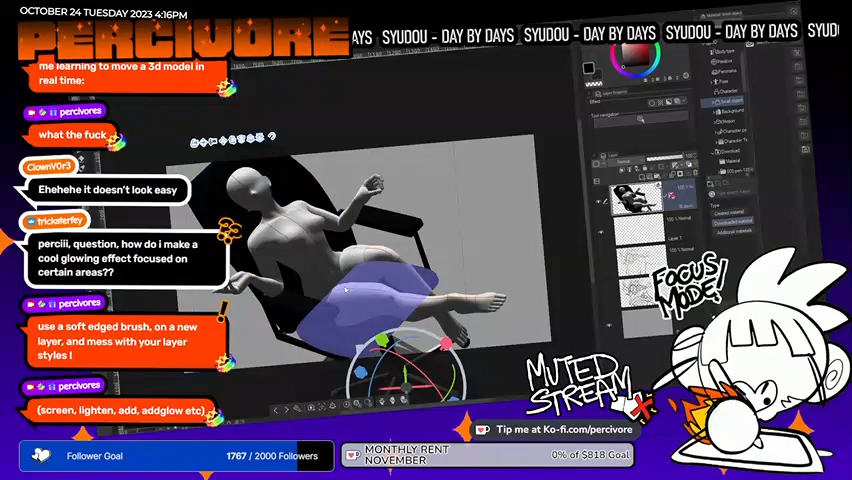 OCTOBER 24 TUESDAY 2023 4:16PM
PERCIVORE
DAYS
SYUDOU - DAY BY DAYS
SYUDOU - DAY BY DAYS
SYUDOU - DAY BY DAYS
SYUDO
me learning to move a 3d model in
real time:
percivores
what the fuck
ClownV0r3
Ehehehe it doesn't look easy
tricksterfey
perciii, question, how do i make a
cool glowing effect focused on
certain areas??
percivores
use a soft edged brush, on a new
layer, and mess with your layer
styles !
percivores
(screen, lighten, add, addglow etc)
FOCUS
MODE!
MUTED
STREAM
Tip me at Ko-fi.com/percivore
Follower Goal
1767 / 2000 Followers
MONTHLY RENT
NOVEMBER
0% of $818 Goal